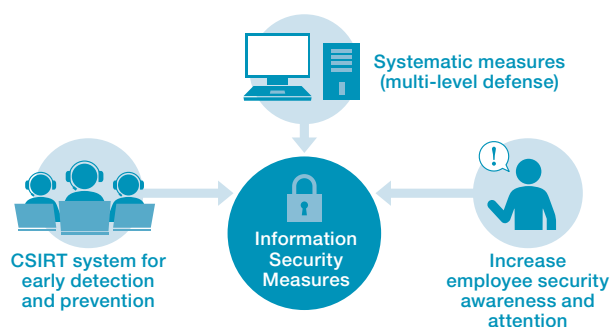 Systematic measures
(multi-level defense)
!
Information
Security
Measures
CSIRT system for
early detection
and prevention
Increase
employee security
awareness and
attention